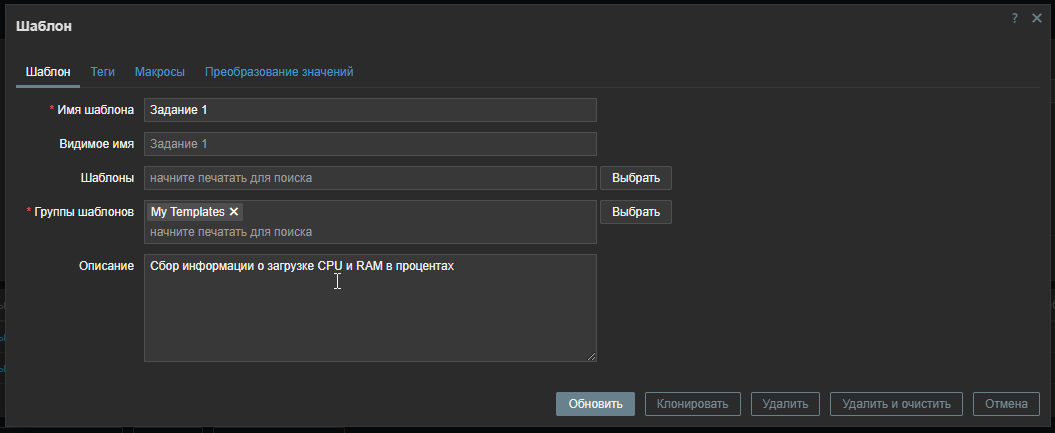 Шаблон
?
Шаблон Теги Макросы Преобразование значений
* Имя шаблона Задание 1
Видимое имя Задание 1
Шаблоны начните печатать для поиска Выбрать
* Группы шаблонов My Templates Выбрать
начните печатать для поиска
Описание Сбор информации о загрузке CPU и RAM в процентах
Обновить Клонировать Удалить Удалить и очистить Отмена